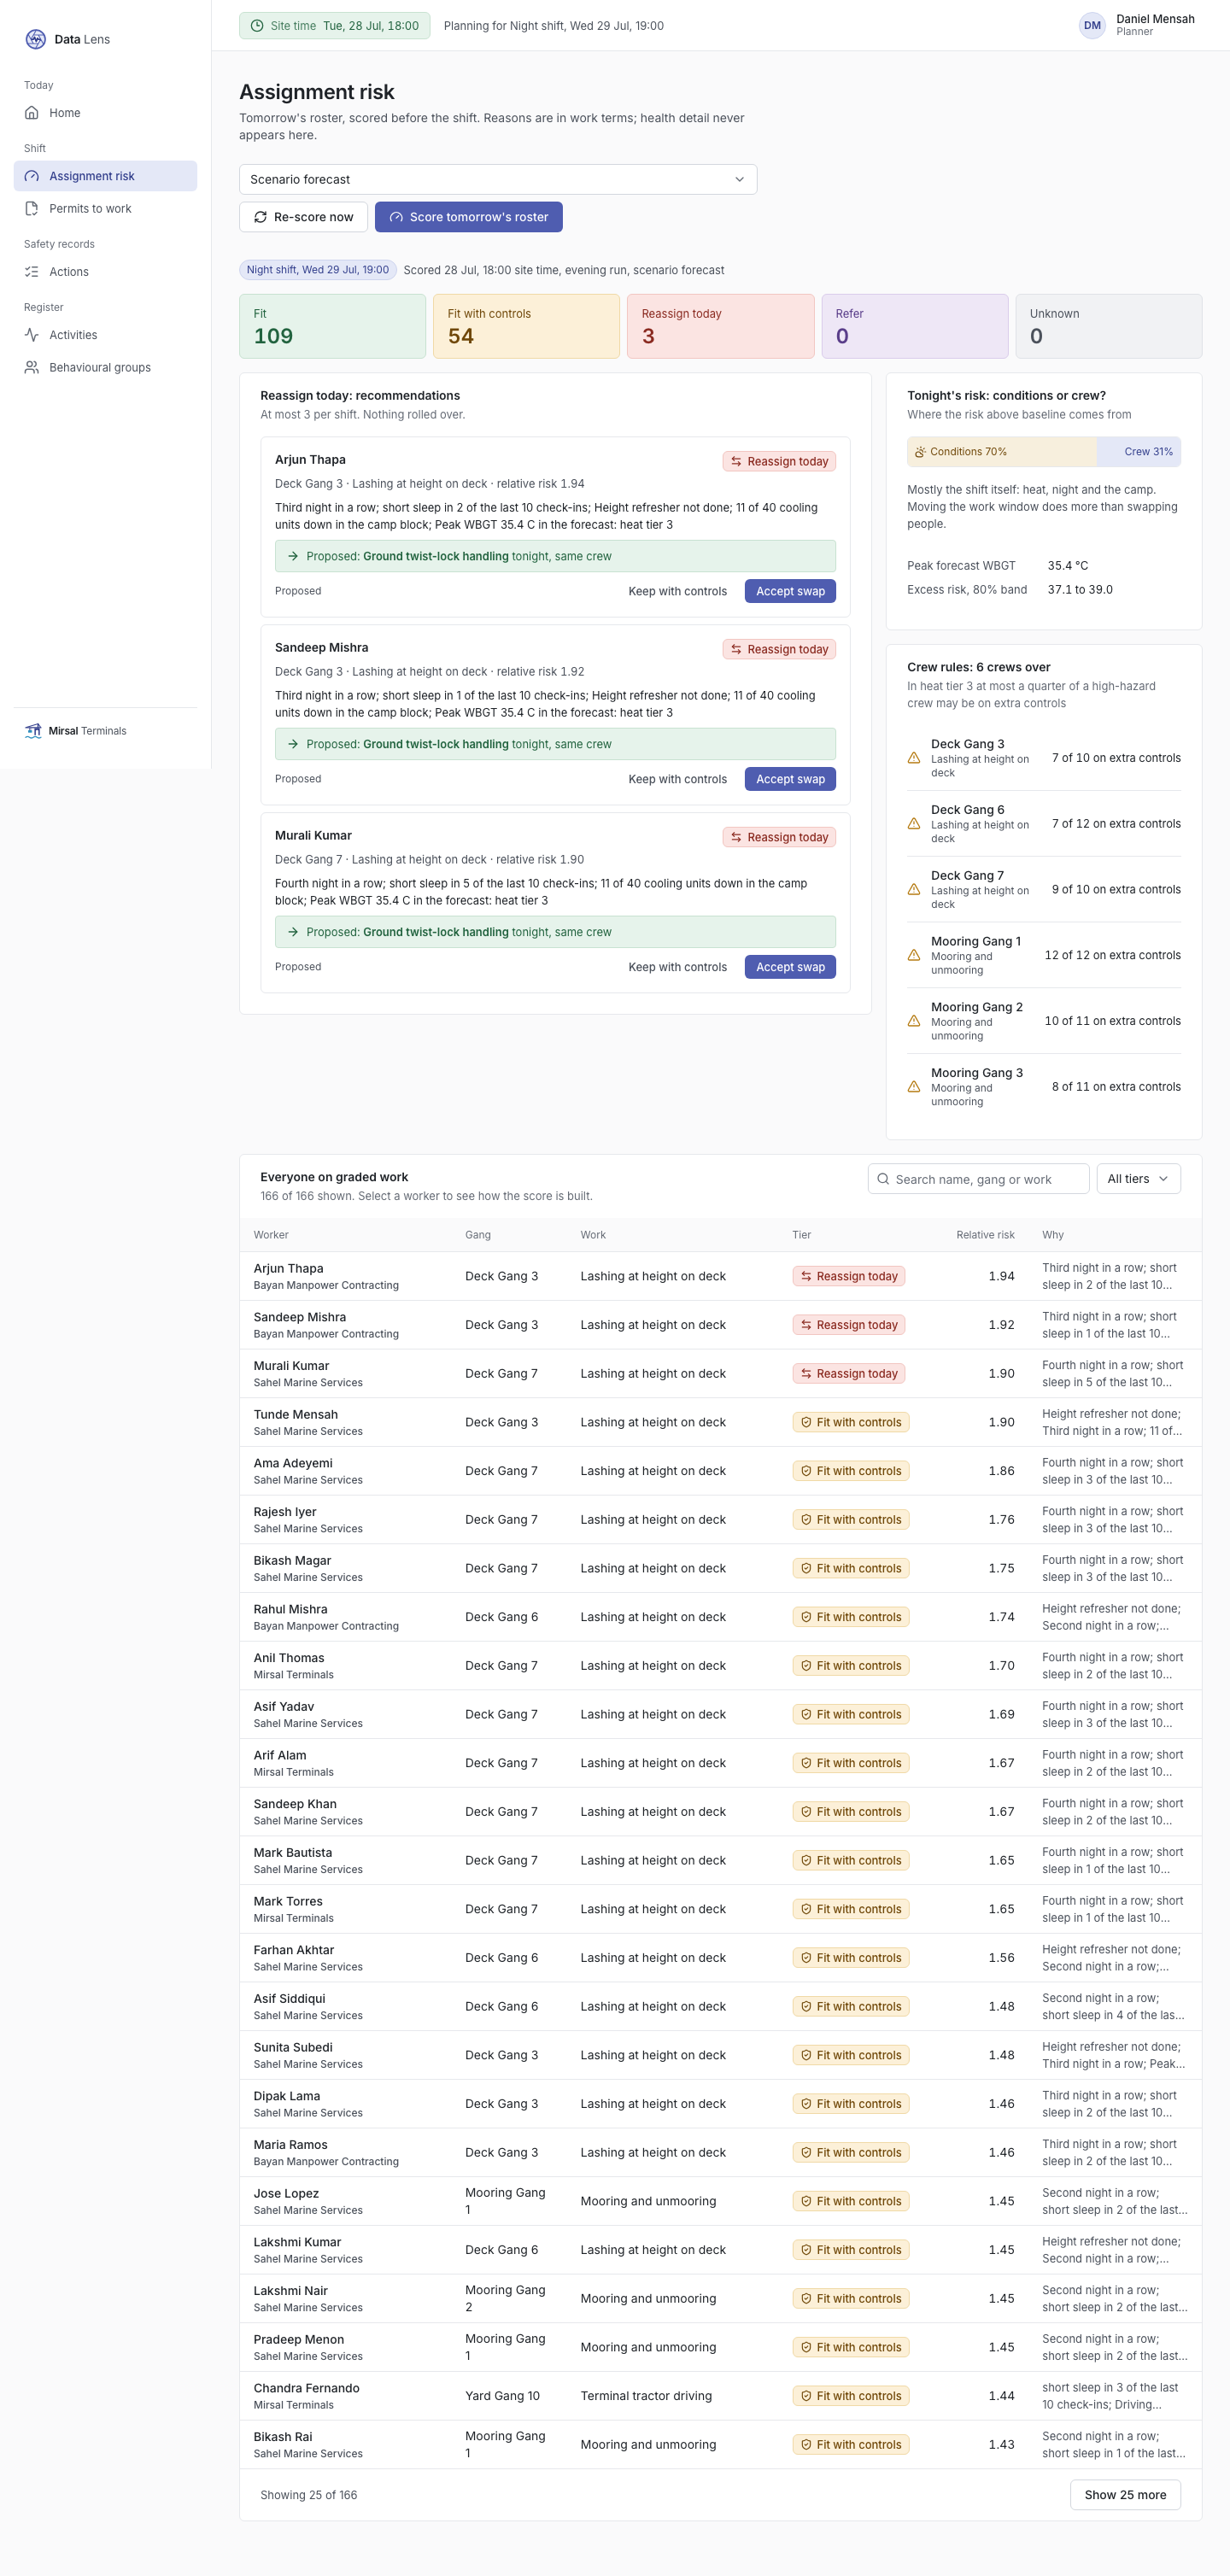 Data Lens
Today
Home
Shift
Assignment risk
Permits to work
Safety records
Actions
Register
Activities
Behavioural groups
Mirsal Terminals
Site time Tue, 28 Jul, 18:00
Planning for Night shift, Wed 29 Jul, 19:00
DM
Daniel Mensah
Planner
Assignment risk
Tomorrow's roster, scored before the shift. Reasons are in work terms; health detail never
appears here.
Scenario forecast
Re-score now
Score tomorrow's roster
Night shift, Wed 29 Jul, 19:00
Scored 28 Jul, 18:00 site time, evening run, scenario forecast
Fit
109
Fit with controls
54
Reassign today
3
Refer
0
Unknown
0
Reassign today: recommendations
At most 3 per shift. Nothing rolled over.
Arjun Thapa
Reassign today
Deck Gang 3 · Lashing at height on deck · relative risk 1.94
Third night in a row; short sleep in 2 of the last 10 check-ins; Height refresher not done; 11 of 40 cooling
units down in the camp block; Peak WBGT 35.4 C in the forecast: heat tier 3
Proposed: Ground twist-lock handling tonight, same crew
Proposed
Keep with controls
Accept swap
Sandeep Mishra
Reassign today
Deck Gang 3 · Lashing at height on deck · relative risk 1.92
Third night in a row; short sleep in 1 of the last 10 check-ins; Height refresher not done; 11 of 40 cooling
units down in the camp block; Peak WBGT 35.4 C in the forecast: heat tier 3
Proposed: Ground twist-lock handling tonight, same crew
Proposed
Keep with controls
Accept swap
Murali Kumar
Reassign today
Deck Gang 7 · Lashing at height on deck · relative risk 1.90
Fourth night in a row; short sleep in 5 of the last 10 check-ins; 11 of 40 cooling units down in the camp
block; Peak WBGT 35.4 C in the forecast: heat tier 3
Proposed: Ground twist-lock handling tonight, same crew
Proposed
Keep with controls
Accept swap
Tonight's risk: conditions or crew?
Where the risk above baseline comes from
Conditions 70%
Crew 31%
Mostly the shift itself: heat, night and the camp.
Moving the work window does more than swapping
people.
Peak forecast WBGT 35.4 °C
Excess risk, 80% band 37.1 to 39.0
Crew rules: 6 crews over
In heat tier 3 at most a quarter of a high-hazard
crew may be on extra controls
Deck Gang 3
Lashing at height on
deck
7 of 10 on extra controls
Deck Gang 6
Lashing at height on
deck
7 of 12 on extra controls
Deck Gang 7
Lashing at height on
deck
9 of 10 on extra controls
Mooring Gang 1
Mooring and
unmooring
12 of 12 on extra controls
Mooring Gang 2
Mooring and
unmooring
10 of 11 on extra controls
Mooring Gang 3
Mooring and
unmooring
8 of 11 on extra controls
Everyone on graded work
166 of 166 shown. Select a worker to see how the score is built.
Search name, gang or work
All tiers
Worker Gang Work Tier Relative risk Why
Arjun Thapa
Bayan Manpower Contracting
Deck Gang 3 Lashing at height on deck Reassign today 1.94
Third night in a row; short
sleep in 2 of the last 10...
Sandeep Mishra
Bayan Manpower Contracting
Deck Gang 3 Lashing at height on deck Reassign today 1.92
Third night in a row; short
sleep in 1 of the last 10...
Murali Kumar
Sahel Marine Services
Deck Gang 7 Lashing at height on deck Reassign today 1.90
Fourth night in a row; short
sleep in 5 of the last 10...
Tunde Mensah
Sahel Marine Services
Deck Gang 3 Lashing at height on deck Fit with controls 1.90
Height refresher not done;
Third night in a row; 11 of...
Ama Adeyemi
Sahel Marine Services
Deck Gang 7 Lashing at height on deck Fit with controls 1.86
Fourth night in a row; short
sleep in 3 of the last 10...
Rajesh Iyer
Sahel Marine Services
Deck Gang 7 Lashing at height on deck Fit with controls 1.76
Fourth night in a row; short
sleep in 3 of the last 10...
Bikash Magar
Sahel Marine Services
Deck Gang 7 Lashing at height on deck Fit with controls 1.75
Fourth night in a row; short
sleep in 3 of the last 10...
Rahul Mishra
Bayan Manpower Contracting
Deck Gang 6 Lashing at height on deck Fit with controls 1.74
Height refresher not done;
Second night in a row;...
Anil Thomas
Mirsal Terminals
Deck Gang 7 Lashing at height on deck Fit with controls 1.70
Fourth night in a row; short
sleep in 2 of the last 10...
Asif Yadav
Sahel Marine Services
Deck Gang 7 Lashing at height on deck Fit with controls 1.69
Fourth night in a row; short
sleep in 3 of the last 10...
Arif Alam
Mirsal Terminals
Deck Gang 7 Lashing at height on deck Fit with controls 1.67
Fourth night in a row; short
sleep in 2 of the last 10...
Sandeep Khan
Sahel Marine Services
Deck Gang 7 Lashing at height on deck Fit with controls 1.67
Fourth night in a row; short
sleep in 2 of the last 10...
Mark Bautista
Sahel Marine Services
Deck Gang 7 Lashing at height on deck Fit with controls 1.65
Fourth night in a row; short
sleep in 1 of the last 10...
Mark Torres
Mirsal Terminals
Deck Gang 7 Lashing at height on deck Fit with controls 1.65
Fourth night in a row; short
sleep in 1 of the last 10...
Farhan Akhtar
Sahel Marine Services
Deck Gang 6 Lashing at height on deck Fit with controls 1.56
Height refresher not done;
Second night in a row;...
Asif Siddiqui
Sahel Marine Services
Deck Gang 6 Lashing at height on deck Fit with controls 1.48
Second night in a row;
short sleep in 4 of the las...
Sunita Subedi
Sahel Marine Services
Deck Gang 3 Lashing at height on deck Fit with controls 1.48
Height refresher not done;
Third night in a row; Peak...
Dipak Lama
Sahel Marine Services
Deck Gang 3 Lashing at height on deck Fit with controls 1.46
Third night in a row; short
sleep in 2 of the last 10...
Maria Ramos
Bayan Manpower Contracting
Deck Gang 3 Lashing at height on deck Fit with controls 1.46
Third night in a row; short
sleep in 2 of the last 10...
Jose Lopez
Sahel Marine Services
Mooring Gang
1
Mooring and unmooring Fit with controls 1.45
Second night in a row;
short sleep in 2 of the last...
Lakshmi Kumar
Sahel Marine Services
Deck Gang 6 Lashing at height on deck Fit with controls 1.45
Height refresher not done;
Second night in a row;...
Lakshmi Nair
Sahel Marine Services
Mooring Gang
2
Mooring and unmooring Fit with controls 1.45
Second night in a row;
short sleep in 2 of the last...
Pradeep Menon
Sahel Marine Services
Mooring Gang
1
Mooring and unmooring Fit with controls 1.45
Second night in a row;
short sleep in 2 of the last...
Chandra Fernando
Mirsal Terminals
Yard Gang 10 Terminal tractor driving Fit with controls 1.44
short sleep in 3 of the last
10 check-ins; Driving...
Bikash Rai
Sahel Marine Services
Mooring Gang
1
Mooring and unmooring Fit with controls 1.43
Second night in a row;
short sleep in 1 of the last...
Showing 25 of 166
Show 25 more